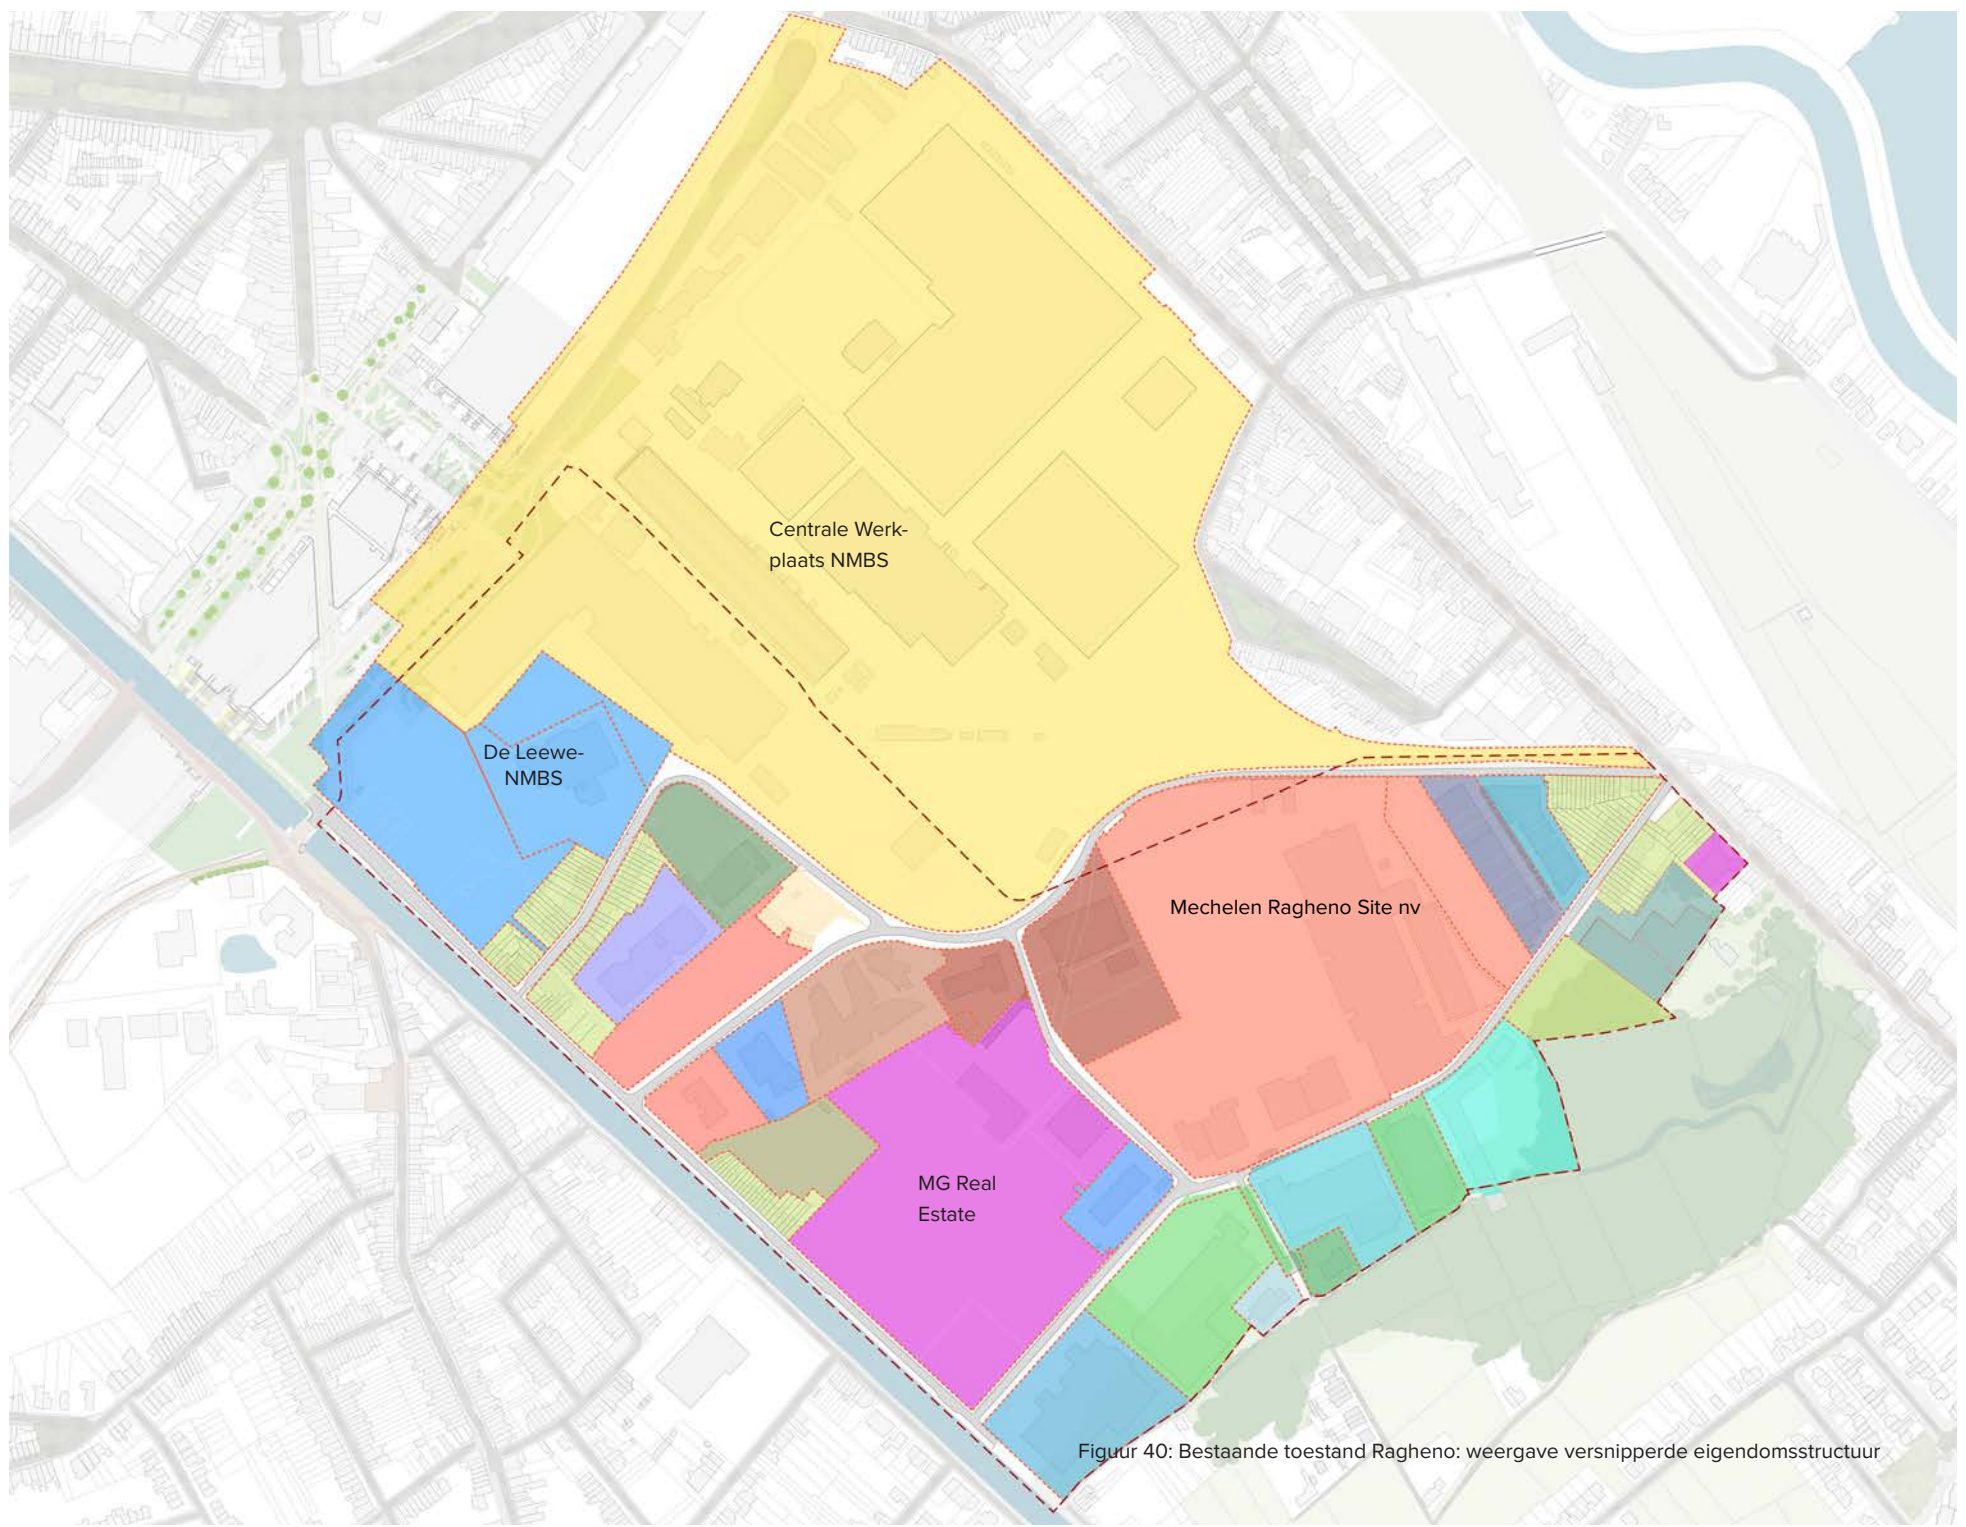 Centrale Werk-
plaats NMBS
De Leewe-
NMBS
Mechelen Ragheno Site nv
MG Real
Estate
Figuur 40: Bestaande toestand Ragheno: weergave versnipperde eigendomsstructuur